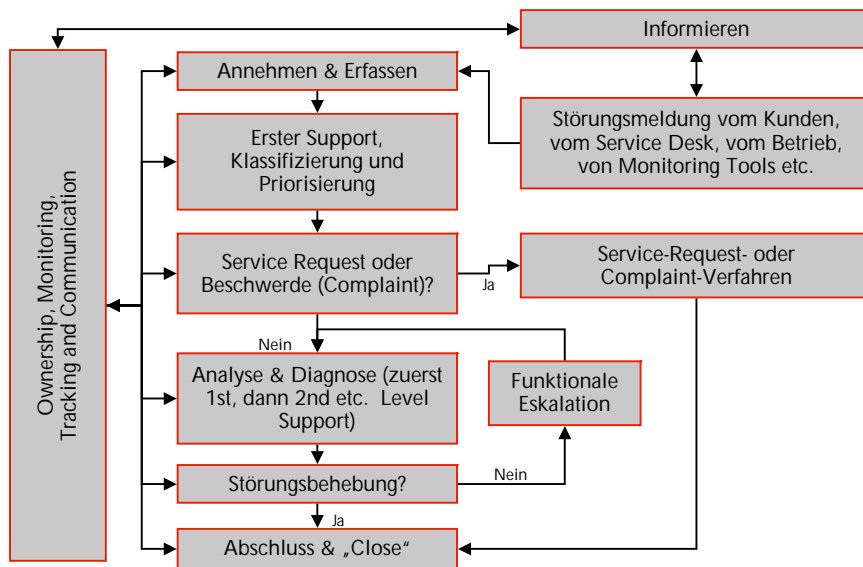 Informieren
Annehmen & Erfassen
Störungsmeldung vom Kunden,
vom Service Desk, vom Betrieb,
von Monitoring Tools etc.
Erster Support,
Klassifizierung und
Priorisierung
Ownership, Monitoring,
Tracking and Communication
Service Request oder
Beschwerde (Complaint)?
Ja
Service-Request- oder
Complaint-Verfahren
Nein
Analyse & Diagnose (zuerst
1st, dann 2nd etc. Level
Support)
Funktionale
Eskalation
Störungsbehebung?
Nein
Ja
Abschluss & „Close“